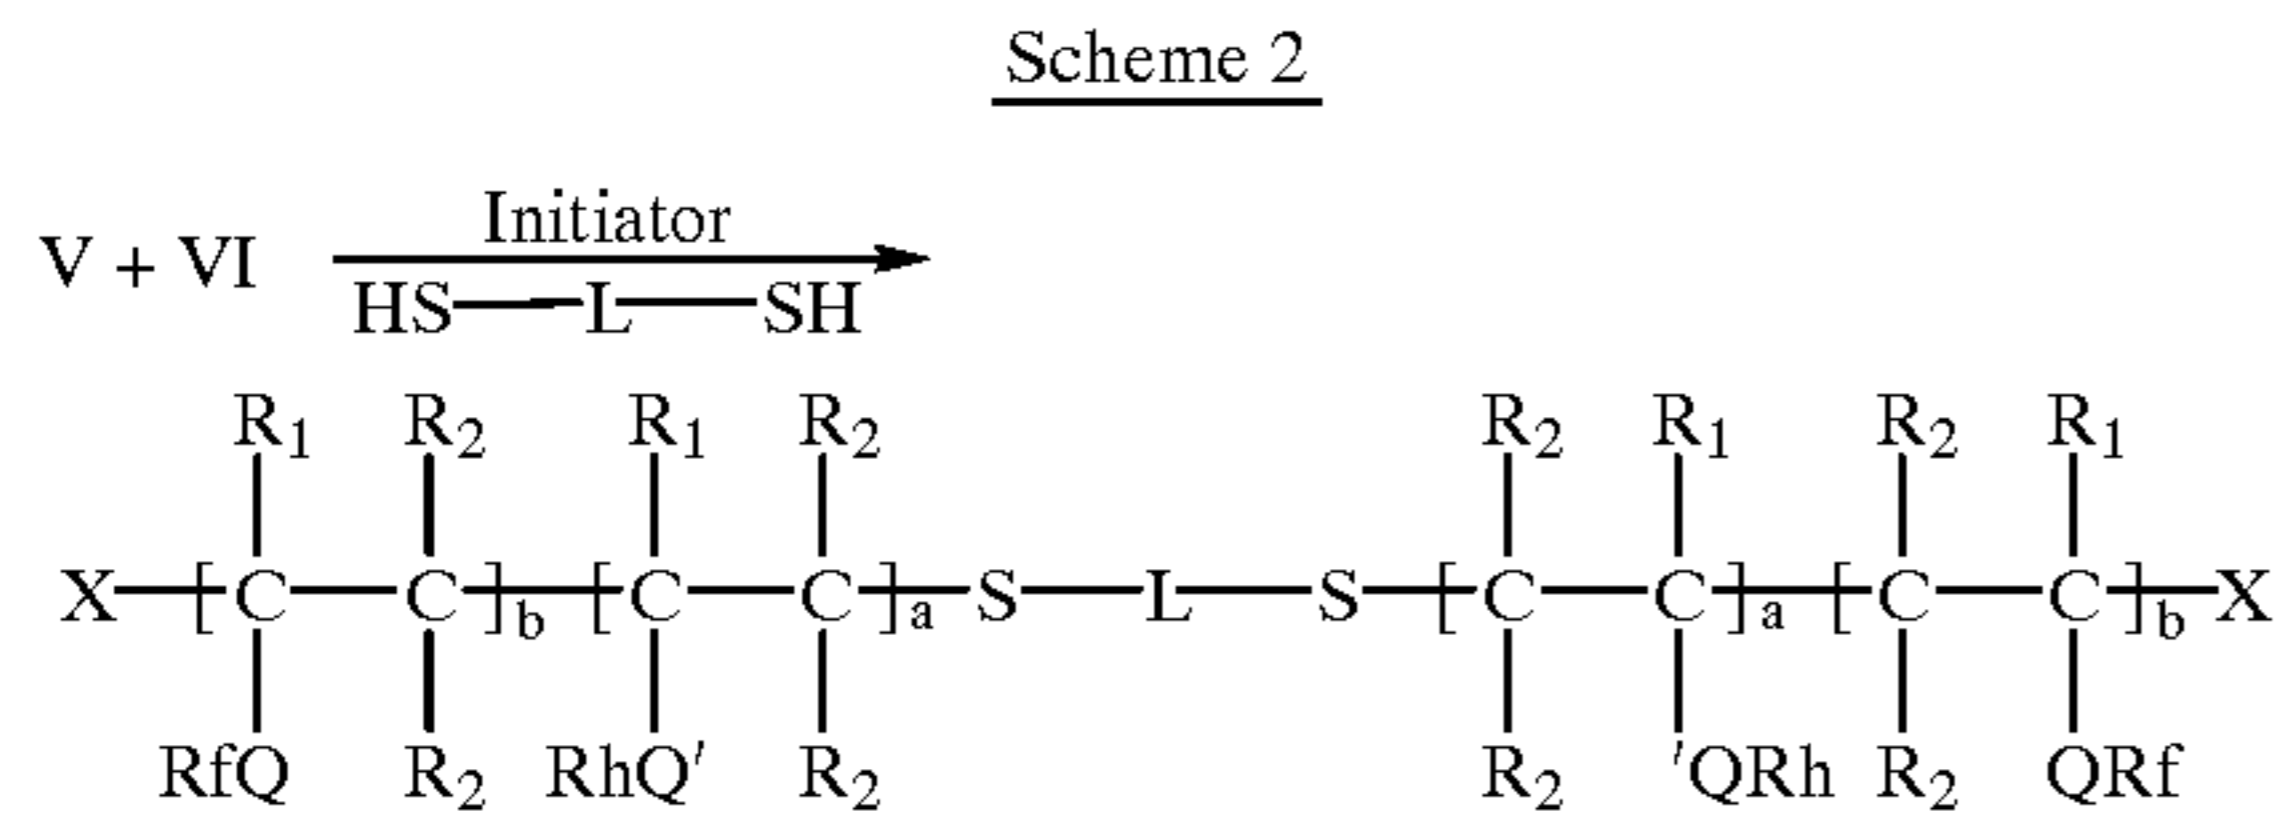 Scheme 2
Initiator
V + VI
HS—L—SH
R₁ R₂ R₁ R₂ R₂ R₁ R₂ R₁
X—[C—C]b—[C—C]a—S—L—S—[C—C]a—[C—C]b—X
RfQ R₂ RhQ' R₂ R₂ 'QRh R₂ QRf